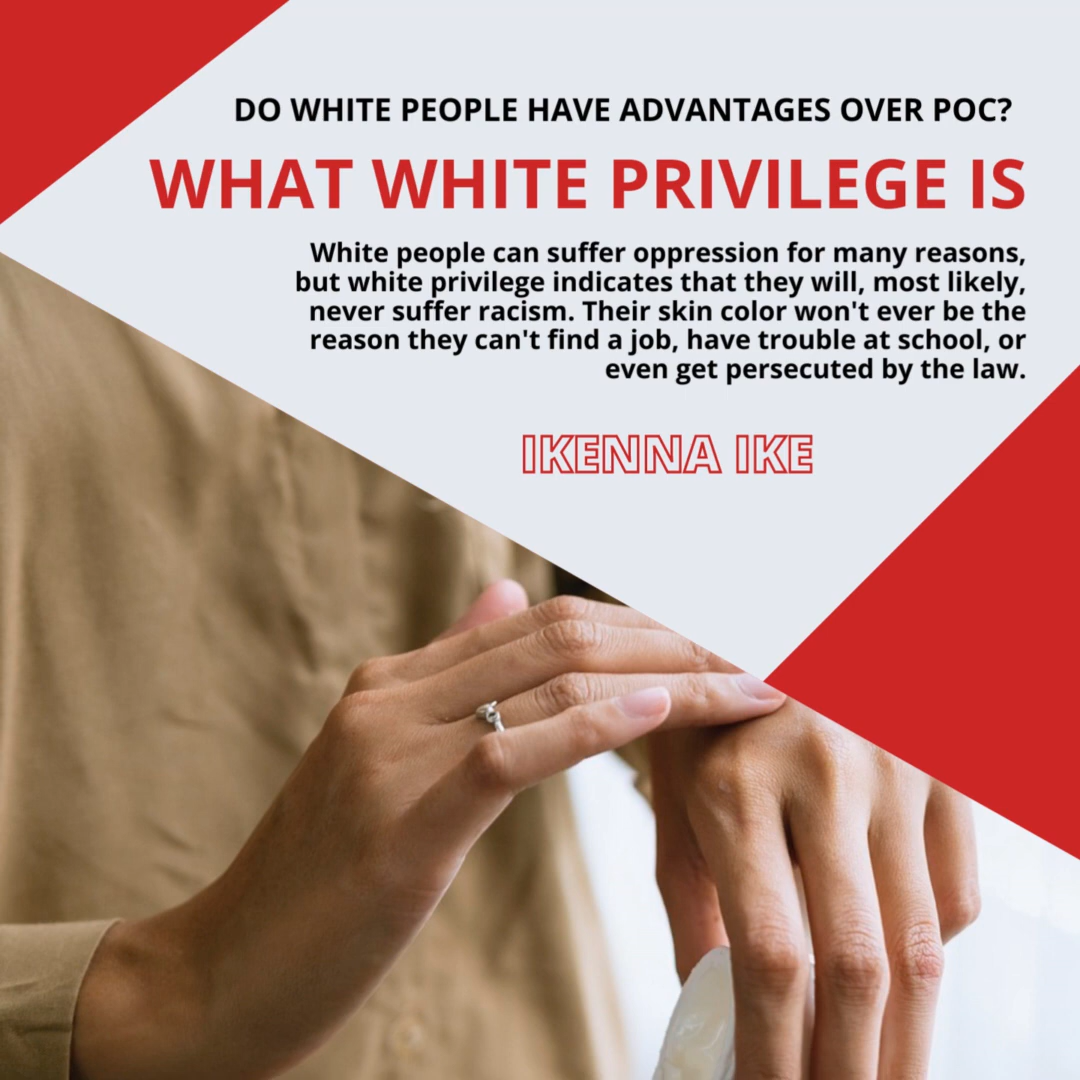 DO WHITE PEOPLE HAVE ADVANTAGES OVER POC?
WHAT WHITE PRIVILEGE IS
White people can suffer oppression for many reasons,
but white privilege indicates that they will, most likely,
never suffer racism. Their skin color won't ever be the
reason they can't find a job, have trouble at school, or
even get persecuted by the law.
IKENNA IKE